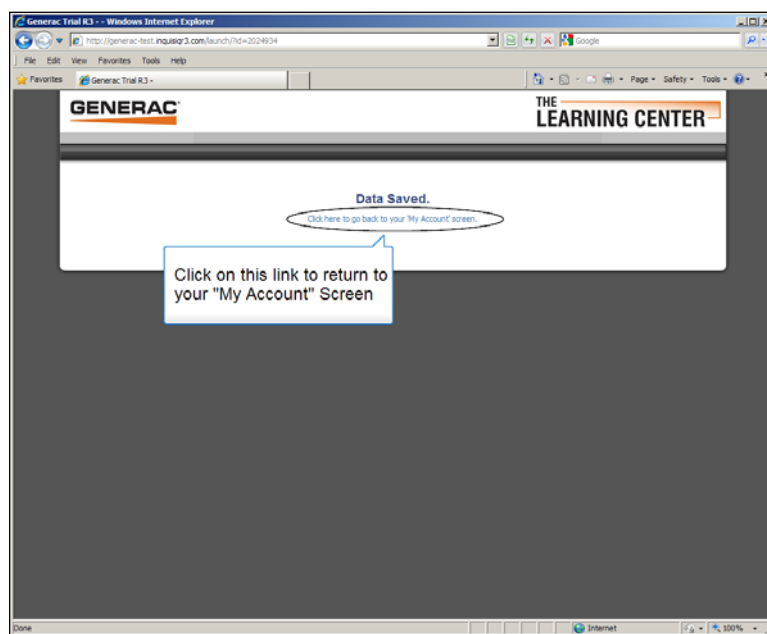 Generac Trial R3 - - Windows Internet Explorer
http://generac-test.inquisiqr3.com/launch/?id=2024934
Google
File Edit View Favorites Tools Help
Favorites Generac Trial R3 - Page Safety Tools
GENERAC
THE
LEARNING CENTER
Data Saved.
Click here to go back to your 'My Account' screen.
Click on this link to return to
your "My Account" Screen
Done Internet 100%